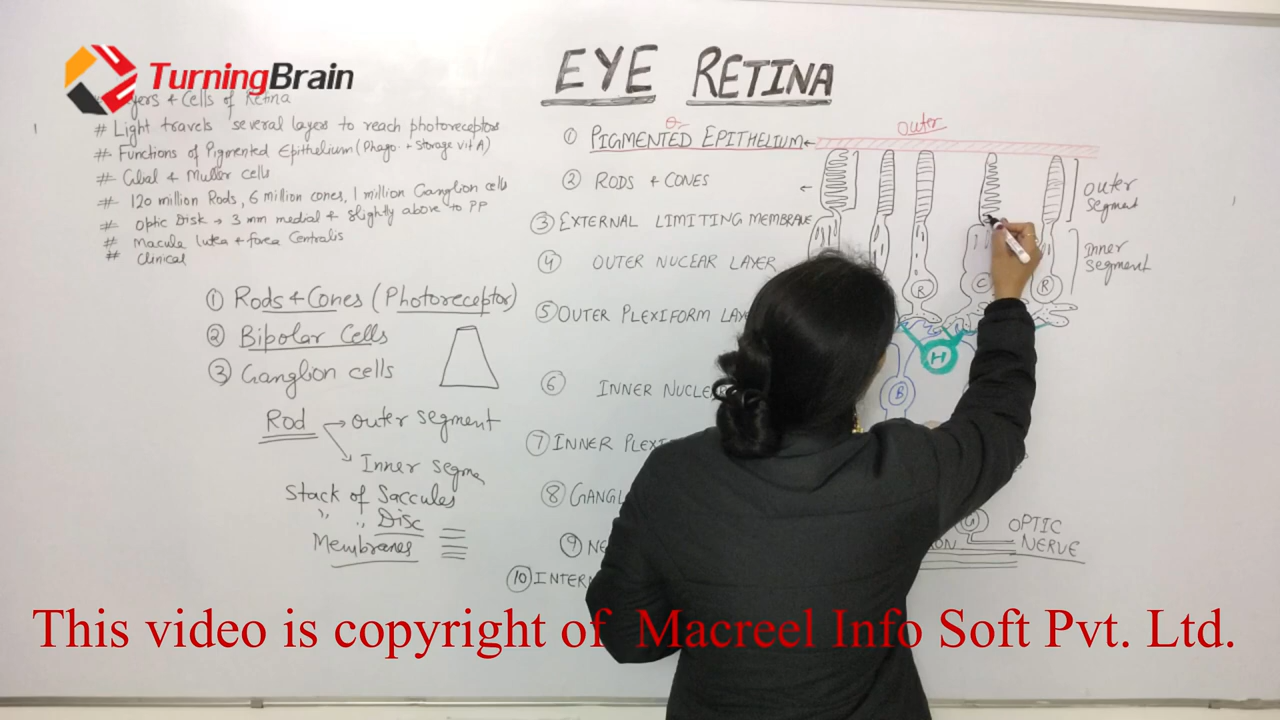 TurningBrain
EYE RETINA
Layers & Cells of Retina
# Light travels several layers to reach photoreceptors
# Functions of Pigmented Epithelium (Phago. + Storage vit A)
# Gubal & Muller cells
# 120 million Rods, 6 million cones, 1 million Ganglion cells
# Optic Disk → 3 mm medial & slightly above to PP
# Macula lutea & fovea Centralis
# Clinical
① Rods & Cones (Photoreceptor)
② Bipolar Cells
③ Ganglion cells
Rod → outer segment
Inner segme
Stack of Saccules
" " Disc
Membranes
① PIGMENTED EPITHELIUM
② RODS & CONES
③ EXTERNAL LIMITING MEMBRANE
④ OUTER NUCEAR LAYER
⑤ OUTER PLEXIFORM LAYE
⑥ INNER NUCLE
⑦ INNER PLEXI
⑧ GANGL
⑨ NE
⑩ INTERN
outer
outer
segment
Inner
segment
R
C
R
H
B
G
OPTIC
NERVE
ON
This video is copyright of Macreel Info Soft Pvt. Ltd.